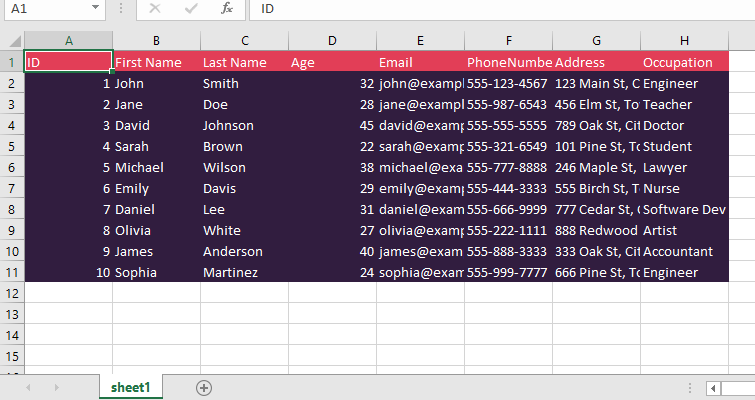 A1 fx ID
A B C D E F G H
1 ID First Name Last Name Age Email PhoneNumbe Address Occupation
2 1 John Smith 32 john@exampl 555-123-4567 123 Main St, C Engineer
3 2 Jane Doe 28 jane@exampl 555-987-6543 456 Elm St, To Teacher
4 3 David Johnson 45 david@examp 555-555-5555 789 Oak St, Cit Doctor
5 4 Sarah Brown 22 sarah@examp 555-321-6549 101 Pine St, To Student
6 5 Michael Wilson 38 michael@exa 555-777-8888 246 Maple St, Lawyer
7 6 Emily Davis 29 emily@examp 555-444-3333 555 Birch St, T Nurse
8 7 Daniel Lee 31 daniel@exam 555-666-9999 777 Cedar St, Software Dev
9 8 Olivia White 27 olivia@examp 555-222-1111 888 Redwood Artist
10 9 James Anderson 40 james@exam 555-888-3333 333 Oak St, Cit Accountant
11 10 Sophia Martinez 24 sophia@exam 555-999-7777 666 Pine St, To Engineer
12
13
14
15
sheet1